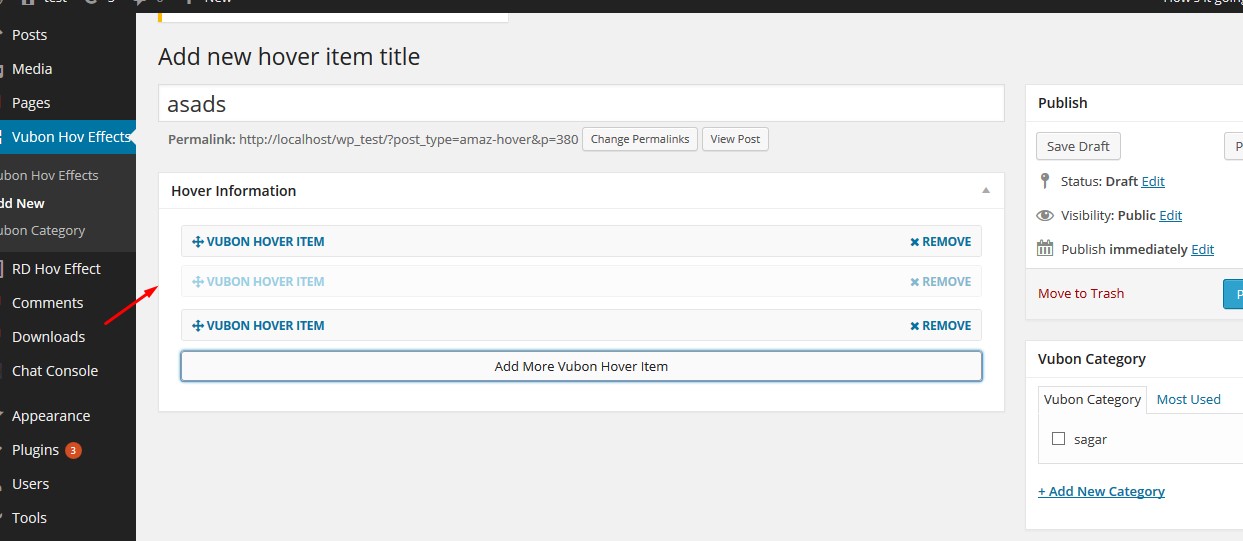 test
New
Posts
Media
Pages
Vubon Hov Effects
ubon Hov Effects
dd New
ubon Category
RD Hov Effect
Comments
Downloads
Chat Console
Appearance
Plugins 3
Users
Tools
Add new hover item title
asads
Permalink: http://localhost/wp_test/?post_type=amaz-hover&p=380 Change Permalinks View Post
Hover Information
VUBON HOVER ITEM REMOVE
VUBON HOVER ITEM REMOVE
VUBON HOVER ITEM REMOVE
Add More Vubon Hover Item
Publish
Save Draft P
Status: Draft Edit
Visibility: Public Edit
Publish immediately Edit
Move to Trash P
Vubon Category
Vubon Category Most Used
sagar
+ Add New Category